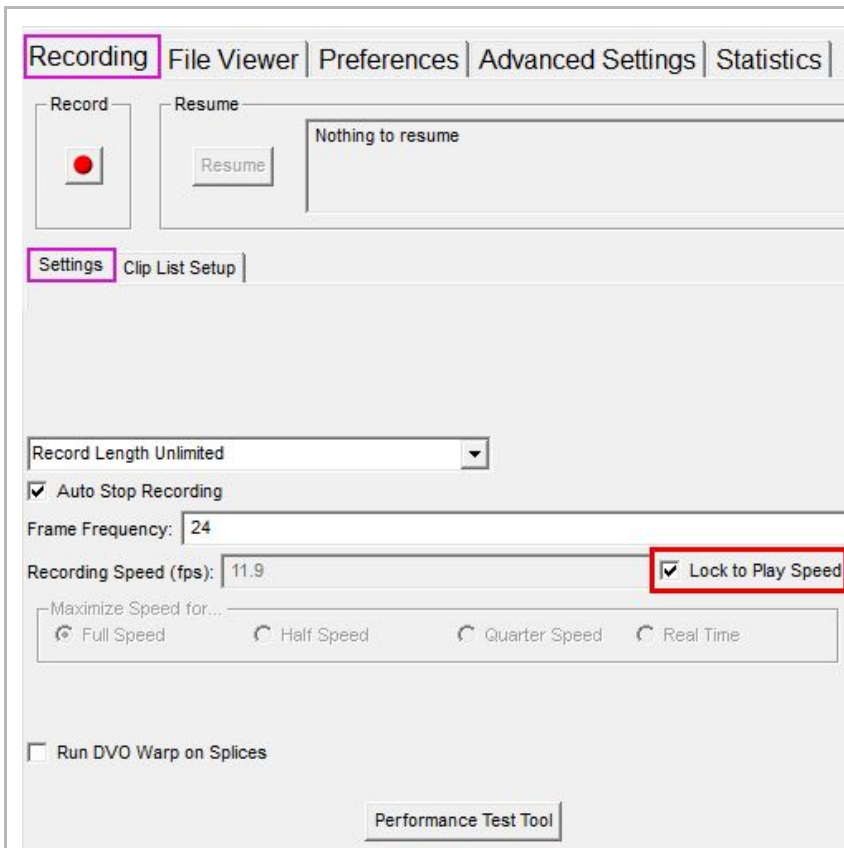 Recording File Viewer Preferences Advanced Settings Statistics
Record Resume
Resume Nothing to resume
Settings Clip List Setup
Record Length Unlimited
Auto Stop Recording
Frame Frequency: 24
Recording Speed (fps): 11.9 Lock to Play Speed
Maximize Speed for...
Full Speed Half Speed Quarter Speed Real Time
Run DVO Warp on Splices
Performance Test Tool